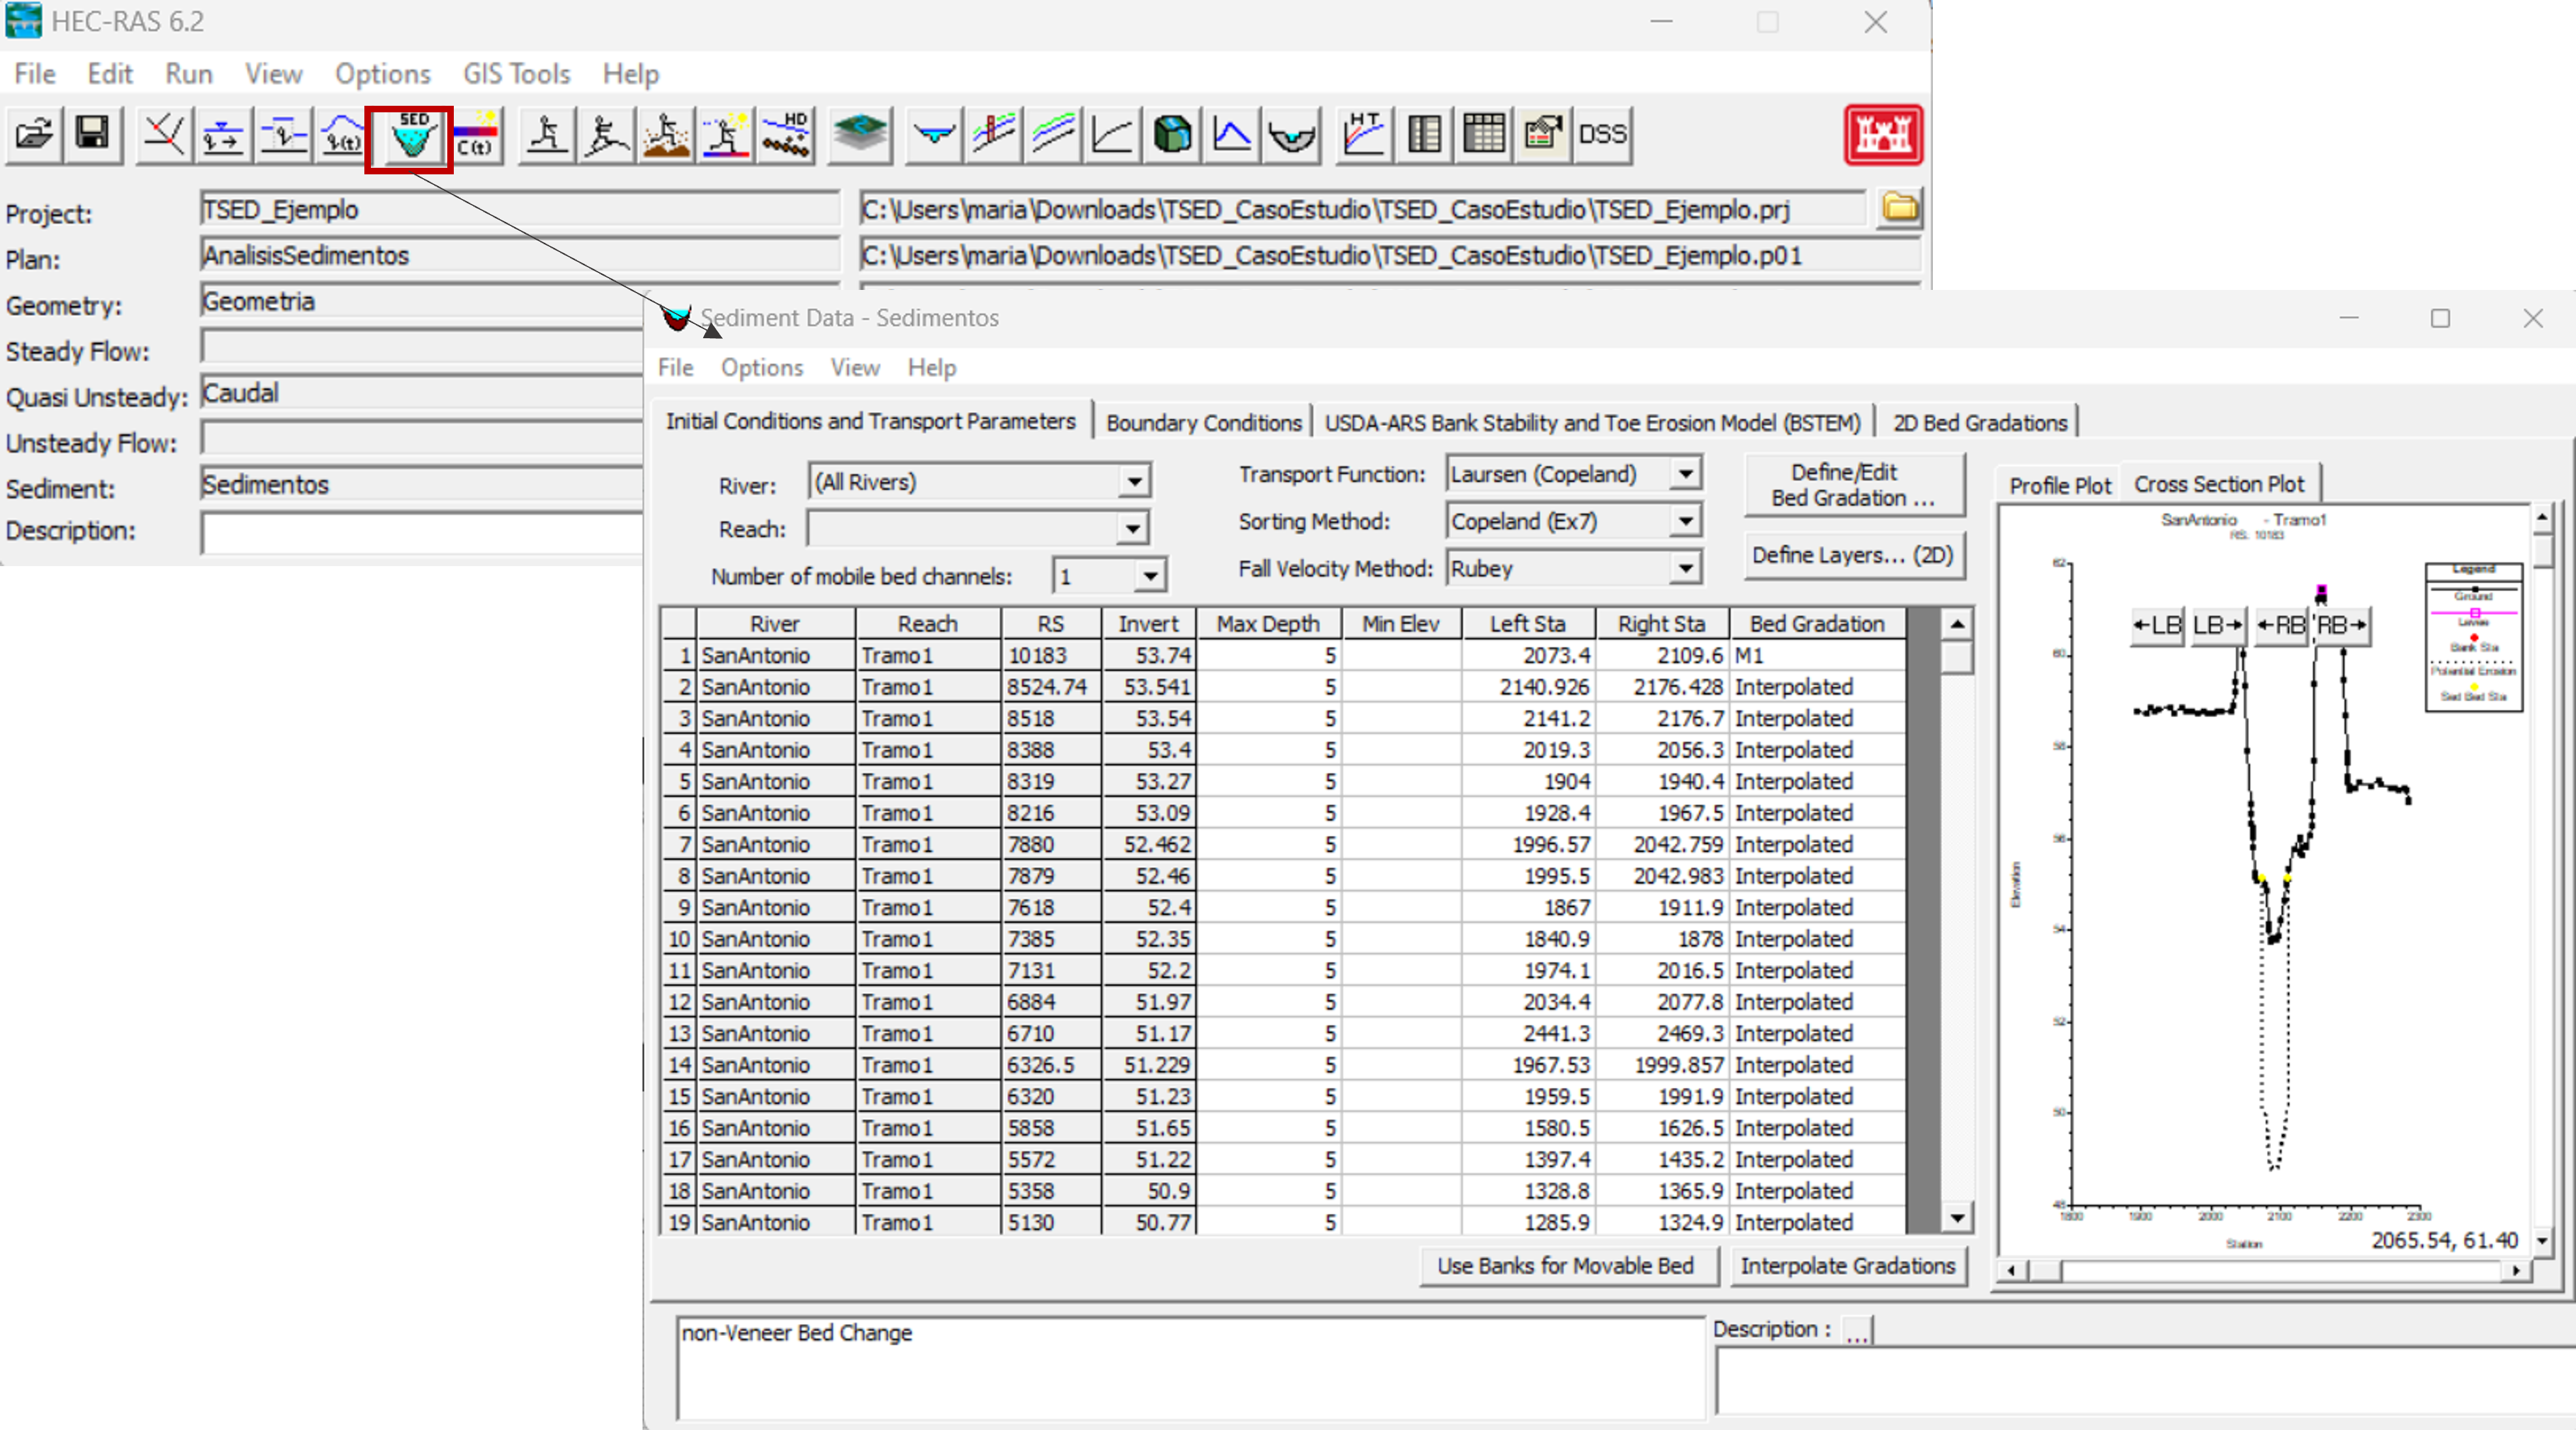 HEC-RAS 6.2
File Edit Run View Options GIS Tools Help
SED
C(t)
HD
HT
DSS
Project: TSED_Ejemplo C:\Users\maria\Downloads\TSED_CasoEstudio\TSED_CasoEstudio\TSED_Ejemplo.prj
Plan: AnalisisSedimentos C:\Users\maria\Downloads\TSED_CasoEstudio\TSED_CasoEstudio\TSED_Ejemplo.p01
Geometry: Geometria
Steady Flow:
Quasi Unsteady: Caudal
Unsteady Flow:
Sediment: Sedimentos
Description:
Sediment Data - Sedimentos
File Options View Help
Initial Conditions and Transport Parameters Boundary Conditions USDA-ARS Bank Stability and Toe Erosion Model (BSTEM) 2D Bed Gradations
River: (All Rivers)
Reach:
Number of mobile bed channels: 1
Transport Function: Laursen (Copeland)
Sorting Method: Copeland (Ex7)
Fall Velocity Method: Rubey
Define/Edit
Bed Gradation ...
Define Layers... (2D)
River Reach RS Invert Max Depth Min Elev Left Sta Right Sta Bed Gradation
1 SanAntonio Tramo1 10183 53.74 5 2073.4 2109.6 M1
2 SanAntonio Tramo1 8524.74 53.541 5 2140.926 2176.428 Interpolated
3 SanAntonio Tramo1 8518 53.54 5 2141.2 2176.7 Interpolated
4 SanAntonio Tramo1 8388 53.4 5 2019.3 2056.3 Interpolated
5 SanAntonio Tramo1 8319 53.27 5 1904 1940.4 Interpolated
6 SanAntonio Tramo1 8216 53.09 5 1928.4 1967.5 Interpolated
7 SanAntonio Tramo1 7880 52.462 5 1996.57 2042.759 Interpolated
8 SanAntonio Tramo1 7879 52.46 5 1995.5 2042.983 Interpolated
9 SanAntonio Tramo1 7618 52.4 5 1867 1911.9 Interpolated
10 SanAntonio Tramo1 7385 52.35 5 1840.9 1878 Interpolated
11 SanAntonio Tramo1 7131 52.2 5 1974.1 2016.5 Interpolated
12 SanAntonio Tramo1 6884 51.97 5 2034.4 2077.8 Interpolated
13 SanAntonio Tramo1 6710 51.17 5 2441.3 2469.3 Interpolated
14 SanAntonio Tramo1 6326.5 51.229 5 1967.53 1999.857 Interpolated
15 SanAntonio Tramo1 6320 51.23 5 1959.5 1991.9 Interpolated
16 SanAntonio Tramo1 5858 51.65 5 1580.5 1626.5 Interpolated
17 SanAntonio Tramo1 5572 51.22 5 1397.4 1435.2 Interpolated
18 SanAntonio Tramo1 5358 50.9 5 1328.8 1365.9 Interpolated
19 SanAntonio Tramo1 5130 50.77 5 1285.9 1324.9 Interpolated
Use Banks for Movable Bed Interpolate Gradations
Profile Plot Cross Section Plot
SanAntonio - Tramo1
RS: 10183
62
60
58
56
54
52
50
48
Elevation
←LB LB→ ←RB RB→
Legend
Ground
Levee
Bank Sta
Potential Erosion
Sed Bed Sta
1800 1900 2000 2100 2200 2300
Station
2065.54, 61.40
non-Veneer Bed Change
Description : ...